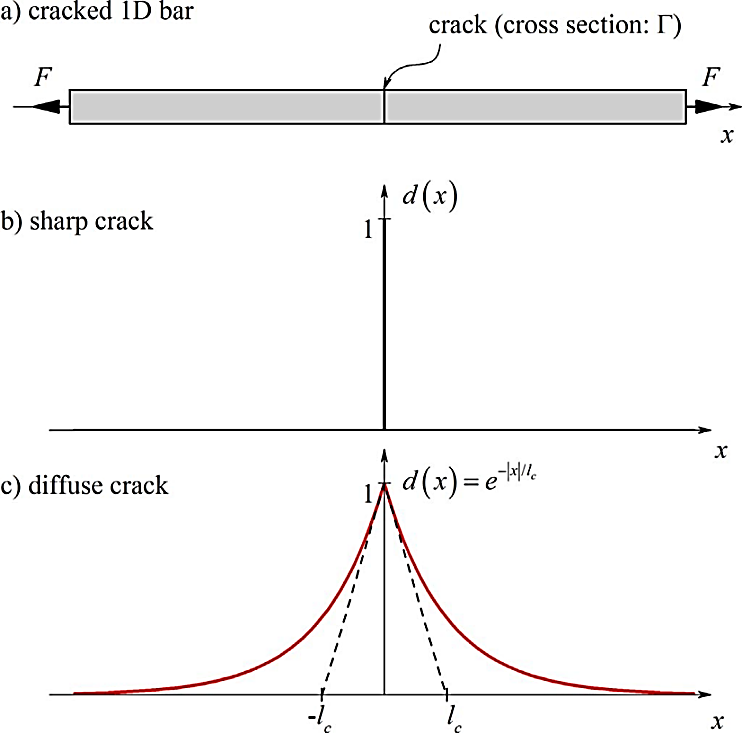 a) cracked 1D bar
crack (cross section: Γ)
F
F
x
d(x)
b) sharp crack
1
x
c) diffuse crack
1
d(x) = e^{-|x|/l_c}
-l_c
l_c
x